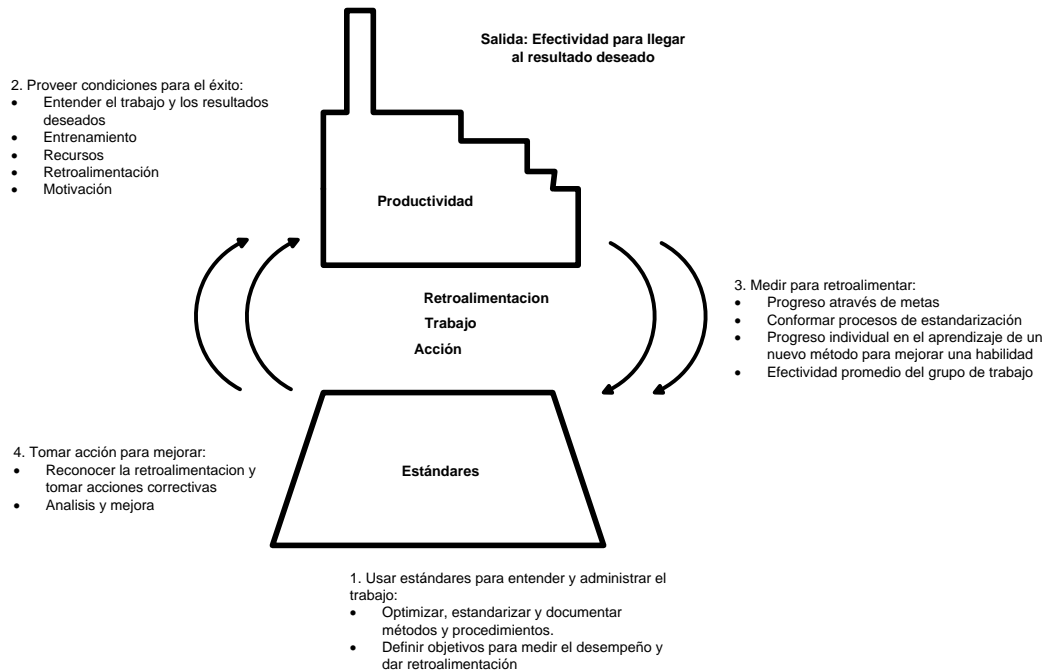 Salida: Efectividad para llegar
al resultado deseado
2. Proveer condiciones para el éxito:
• Entender el trabajo y los resultados
deseados
• Entrenamiento
• Recursos
• Retroalimentación
• Motivación
Productividad
Retroalimentacion
Trabajo
Acción
3. Medir para retroalimentar:
• Progreso através de metas
• Conformar procesos de estandarización
• Progreso individual en el aprendizaje de un
nuevo método para mejorar una habilidad
• Efectividad promedio del grupo de trabajo
4. Tomar acción para mejorar:
• Reconocer la retroalimentacion y
tomar acciones correctivas
• Analisis y mejora
Estándares
1. Usar estándares para entender y administrar el
trabajo:
• Optimizar, estandarizar y documentar
métodos y procedimientos.
• Definir objetivos para medir el desempeño y
dar retroalimentación